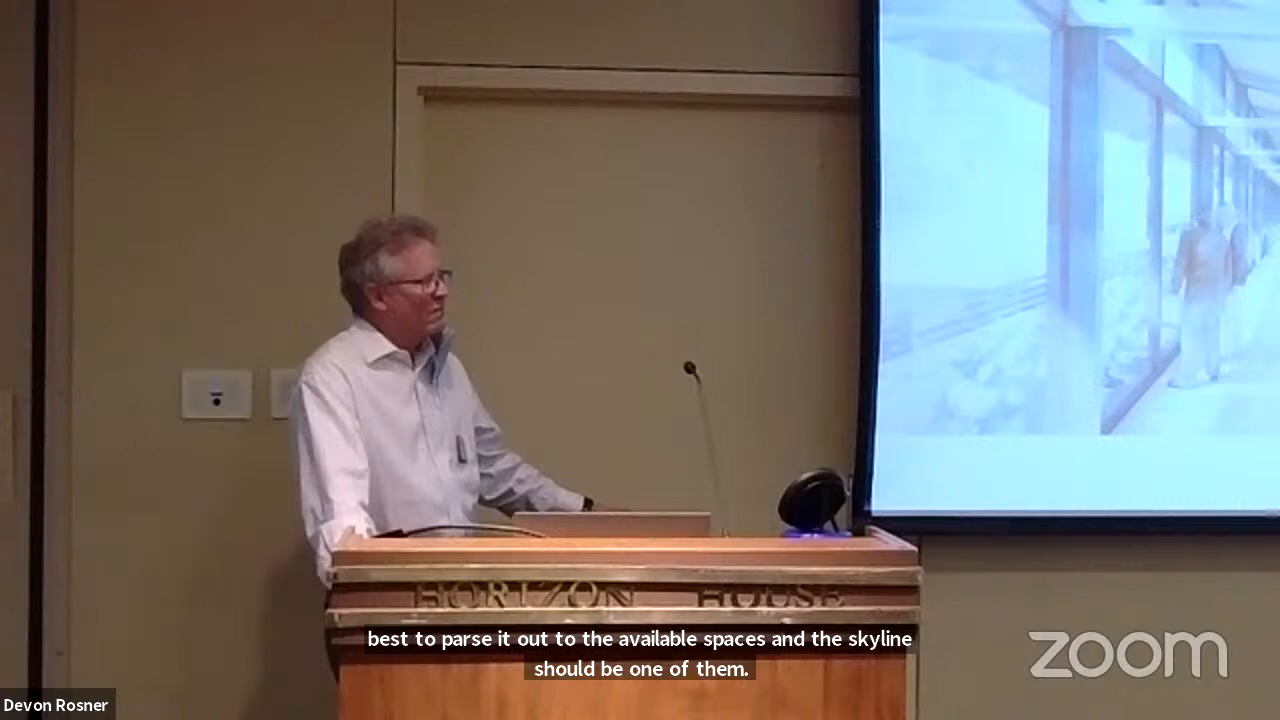 HORIZON HOUSE
best to parse it out to the available spaces and the skyline
should be one of them.
zoom
Devon Rosner